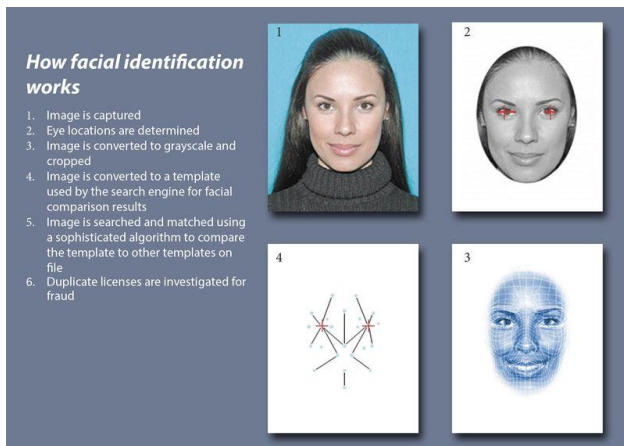 How facial identification
works
1. Image is captured
2. Eye locations are determined
3. Image is converted to grayscale and
cropped
4. Image is converted to a template
used by the search engine for facial
comparison results
5. Image is searched and matched using
a sophisticated algorithm to compare
the template to other templates on
file
6. Duplicate licenses are investigated for
fraud
1
2
4
3